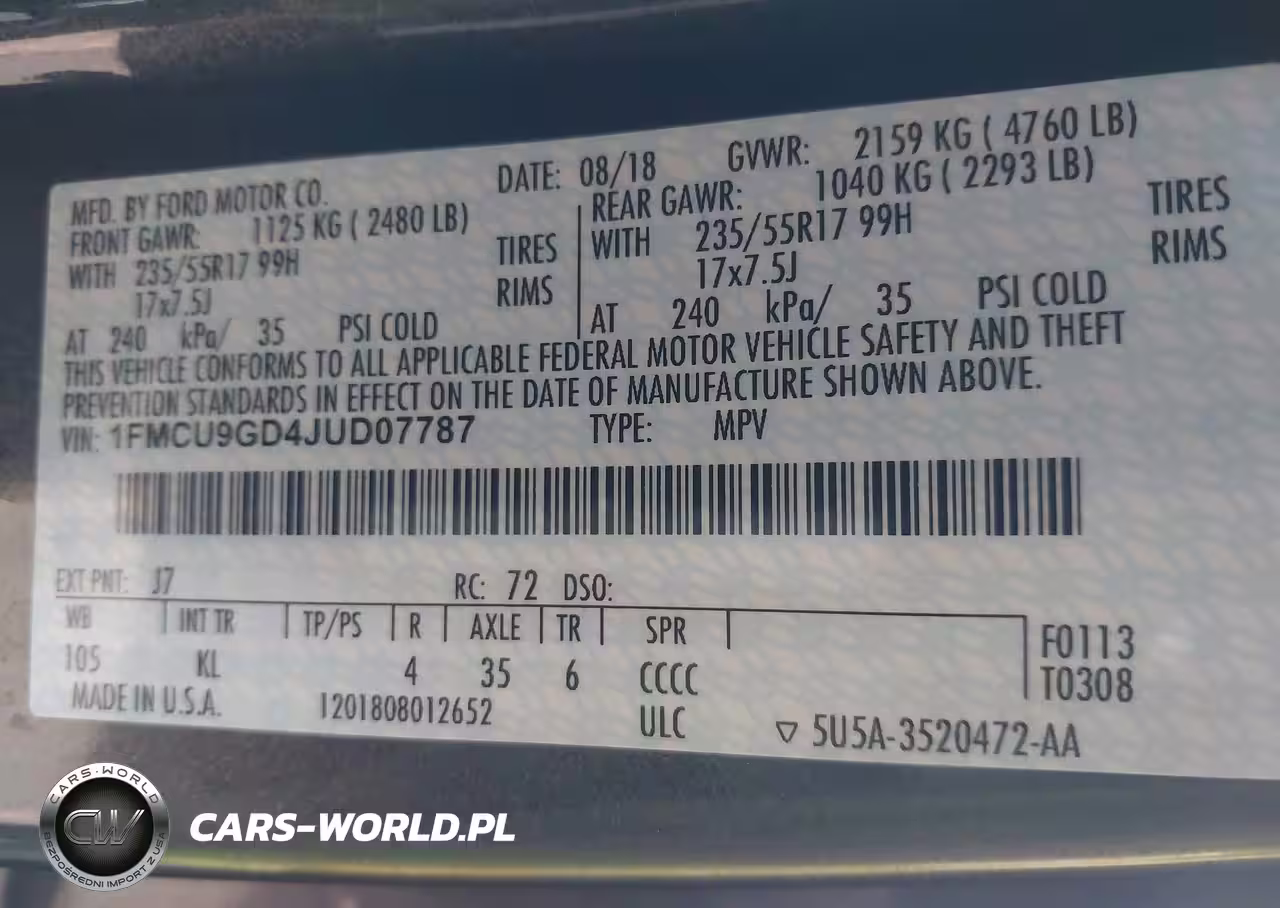 MFD. BY FORD MOTOR CO. DATE: 08/18 GVWR: 2159 KG ( 4760 LB)
FRONT GAWR: 1125 KG ( 2480 LB) REAR GAWR: 1040 KG ( 2293 LB)
WITH 235/55R17 99H TIRES WITH 235/55R17 99H TIRES
17x7.5J RIMS 17x7.5J RIMS
AT 240 kPa/ 35 PSI COLD AT 240 kPa/ 35 PSI COLD
THIS VEHICLE CONFORMS TO ALL APPLICABLE FEDERAL MOTOR VEHICLE SAFETY AND THEFT
PREVENTION STANDARDS IN EFFECT ON THE DATE OF MANUFACTURE SHOWN ABOVE.
VIN: 1FMCU9GD4JUD07787 TYPE: MPV
EXT PNT: J7 RC: 72 DSO:
WB INT TR TP/PS R AXLE TR SPR F0113
105 KL 4 35 6 CCCC T0308
MADE IN U.S.A. 1201808012652 ULC ▽ 5U5A-3520472-AA
CARS-WORLD
CW
BEZPOŚREDNI IMPORT Z USA
CARS-WORLD.PL